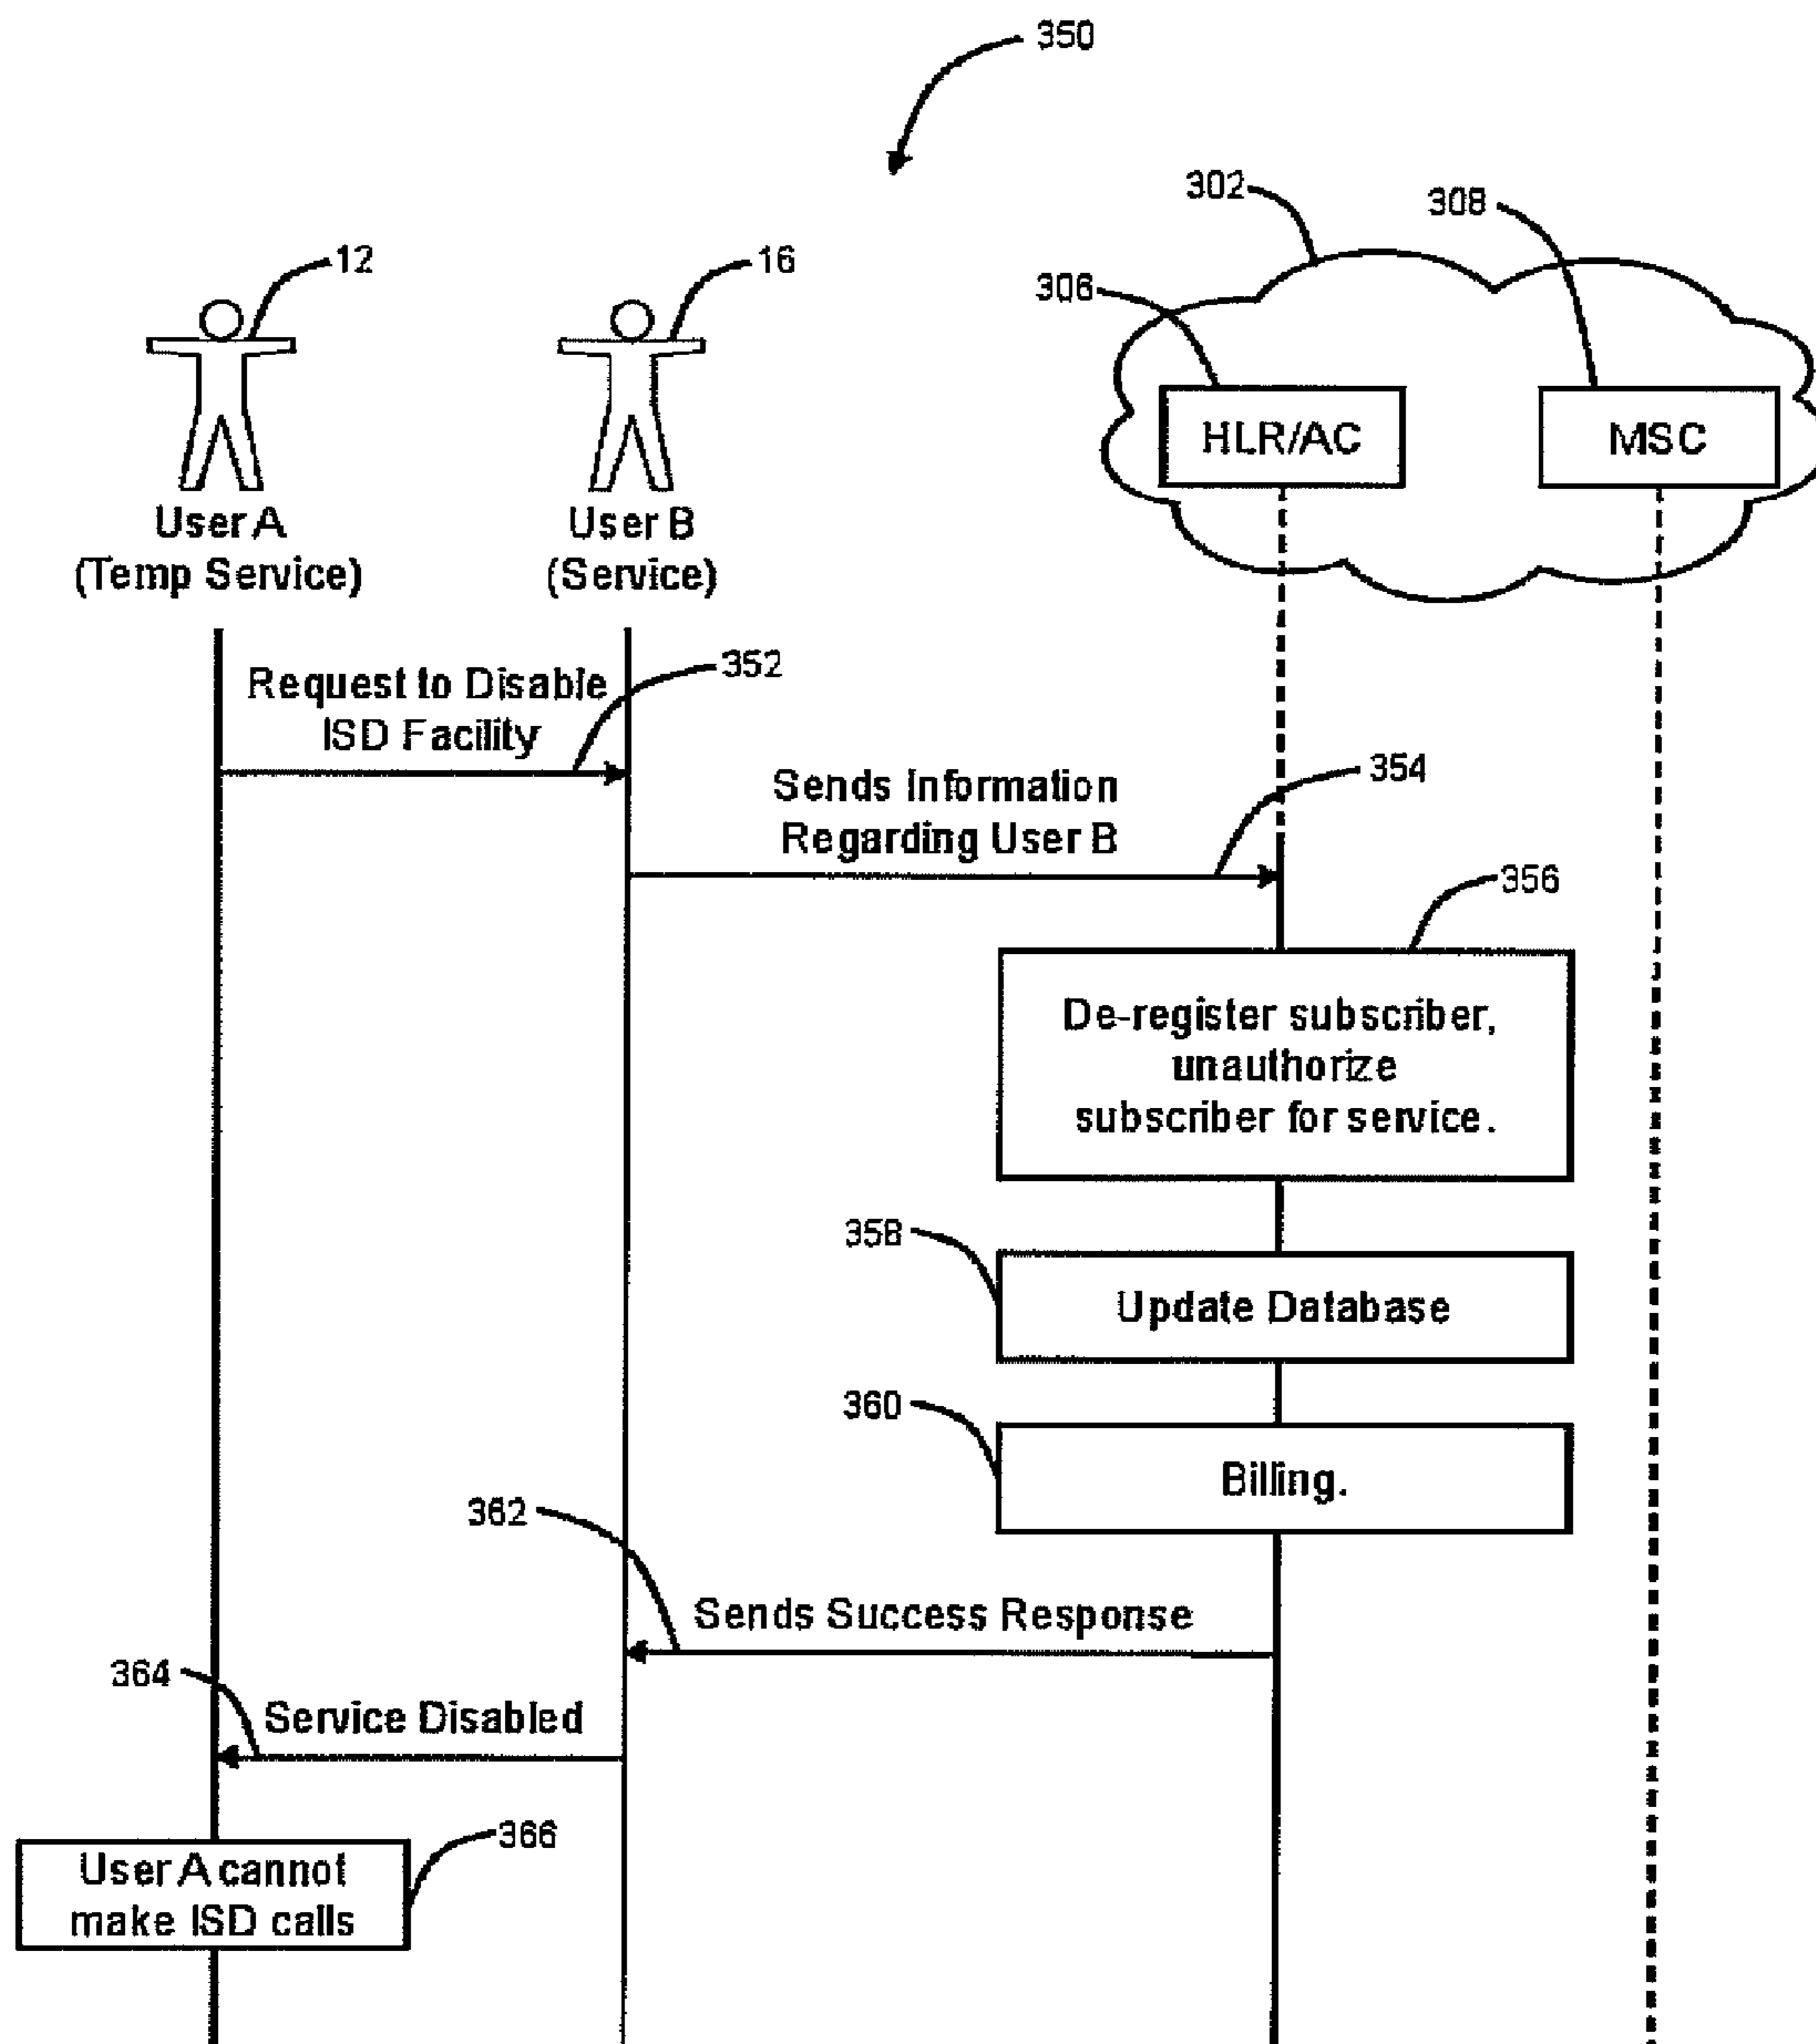 350
302
308
12
16
306
HLR/AC
MSC
User A
(Temp Service)
User B
(Service)
352
Request to Disable
ISD Facility
354
Sends Information
Regarding User B
356
De-register subscriber,
unauthorize
subscriber for service.
358
Update Database
360
Billing.
362
Sends Success Response
364
Service Disabled
366
User A cannot
make ISD calls